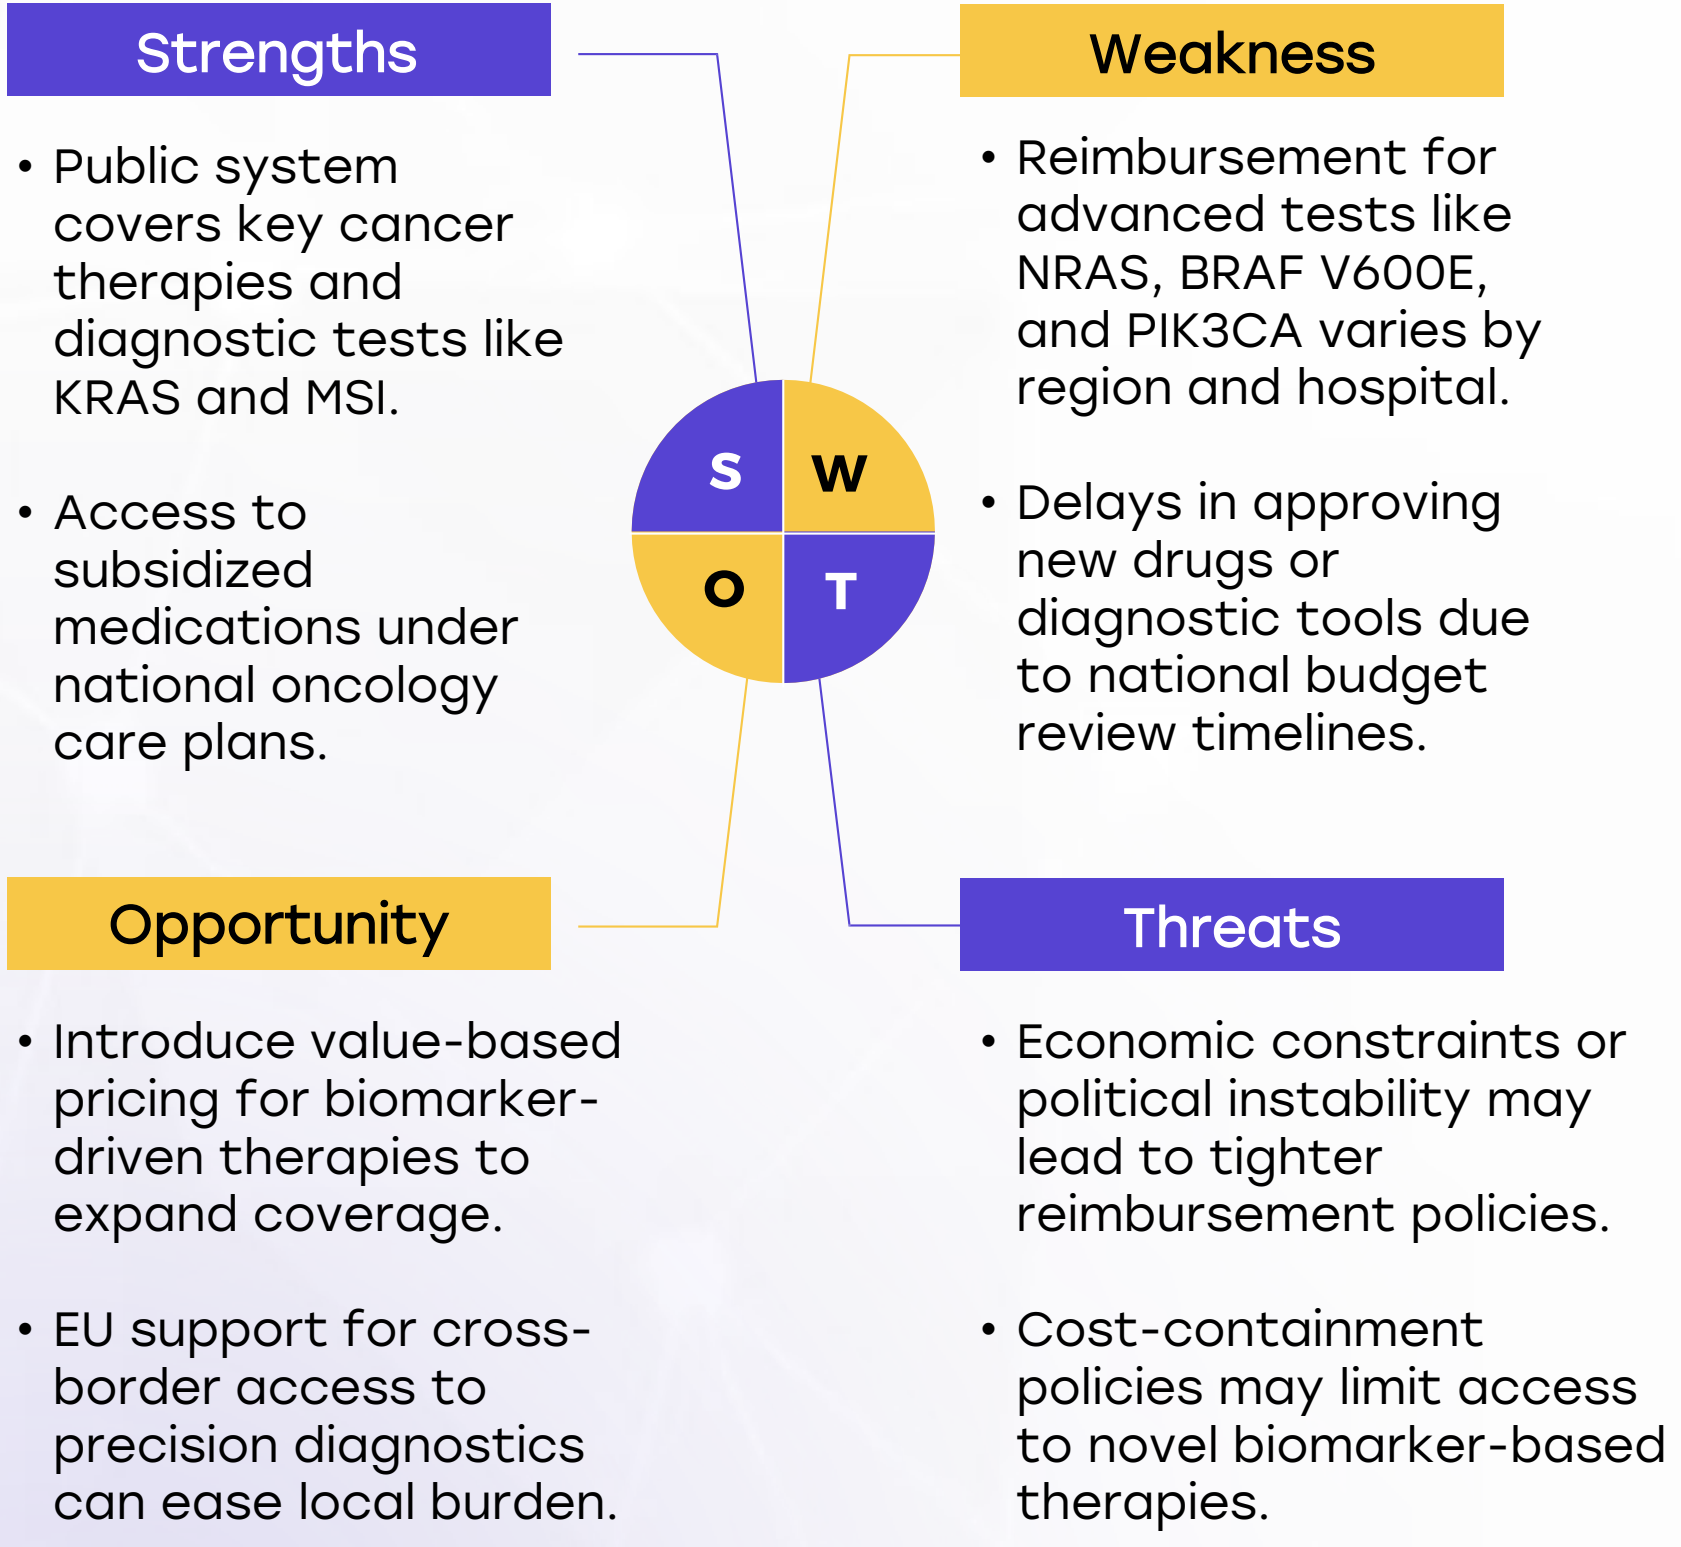 Strengths
• Public system
covers key cancer
therapies and
diagnostic tests like
KRAS and MSI.
• Access to
subsidized
medications under
national oncology
care plans.
Weakness
• Reimbursement for
advanced tests like
NRAS, BRAF V600E,
and PIK3CA varies by
region and hospital.
• Delays in approving
new drugs or
diagnostic tools due
to national budget
review timelines.
S
W
O
T
Opportunity
• Introduce value-based
pricing for biomarker-
driven therapies to
expand coverage.
• EU support for cross-
border access to
precision diagnostics
can ease local burden.
Threats
• Economic constraints or
political instability may
lead to tighter
reimbursement policies.
• Cost-containment
policies may limit access
to novel biomarker-based
therapies.